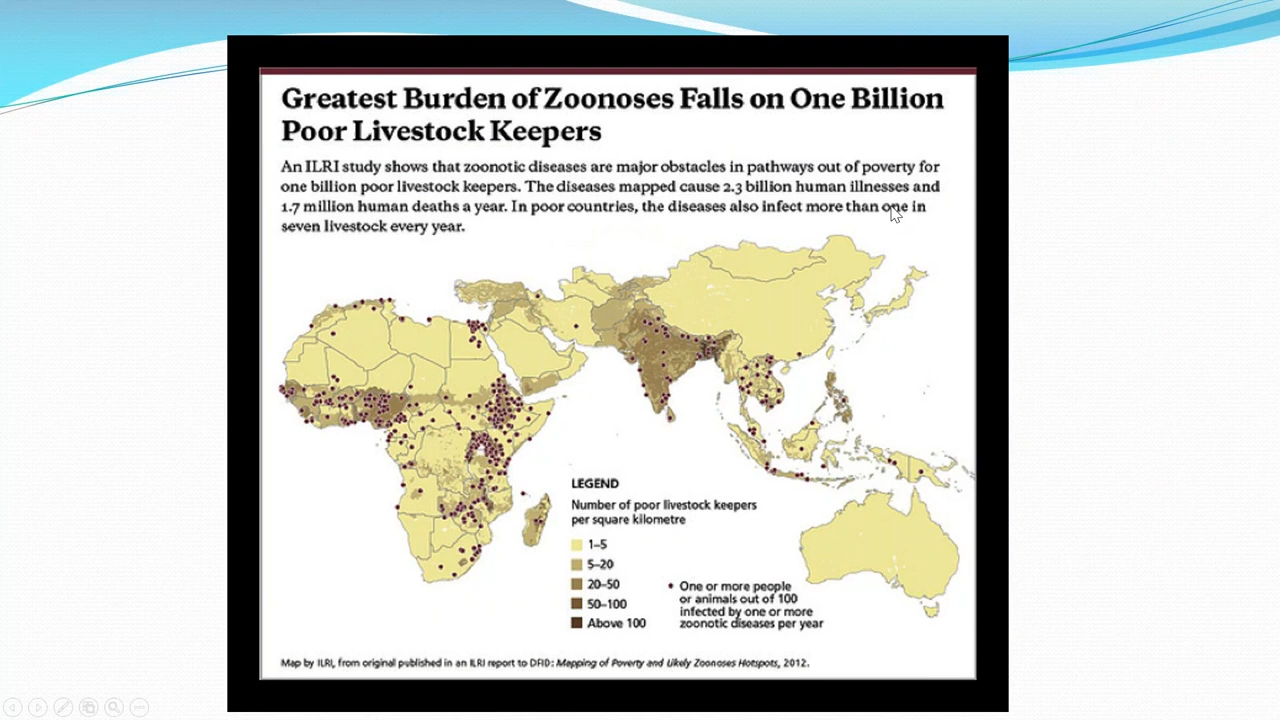 Greatest Burden of Zoonoses Falls on One Billion
Poor Livestock Keepers
An ILRI study shows that zoonotic diseases are major obstacles in pathways out of poverty for
one billion poor livestock keepers. The diseases mapped cause 2.3 billion human illnesses and
1.7 million human deaths a year. In poor countries, the diseases also infect more than one in
seven livestock every year.
LEGEND
Number of poor livestock keepers
per square kilometre
1–5
5–20
20–50
50–100
Above 100
One or more people
or animals out of 100
infected by one or more
zoonotic diseases per year
Map by ILRI, from original published in an ILRI report to DFID: Mapping of Poverty and Likely Zoonoses Hotspots, 2012.